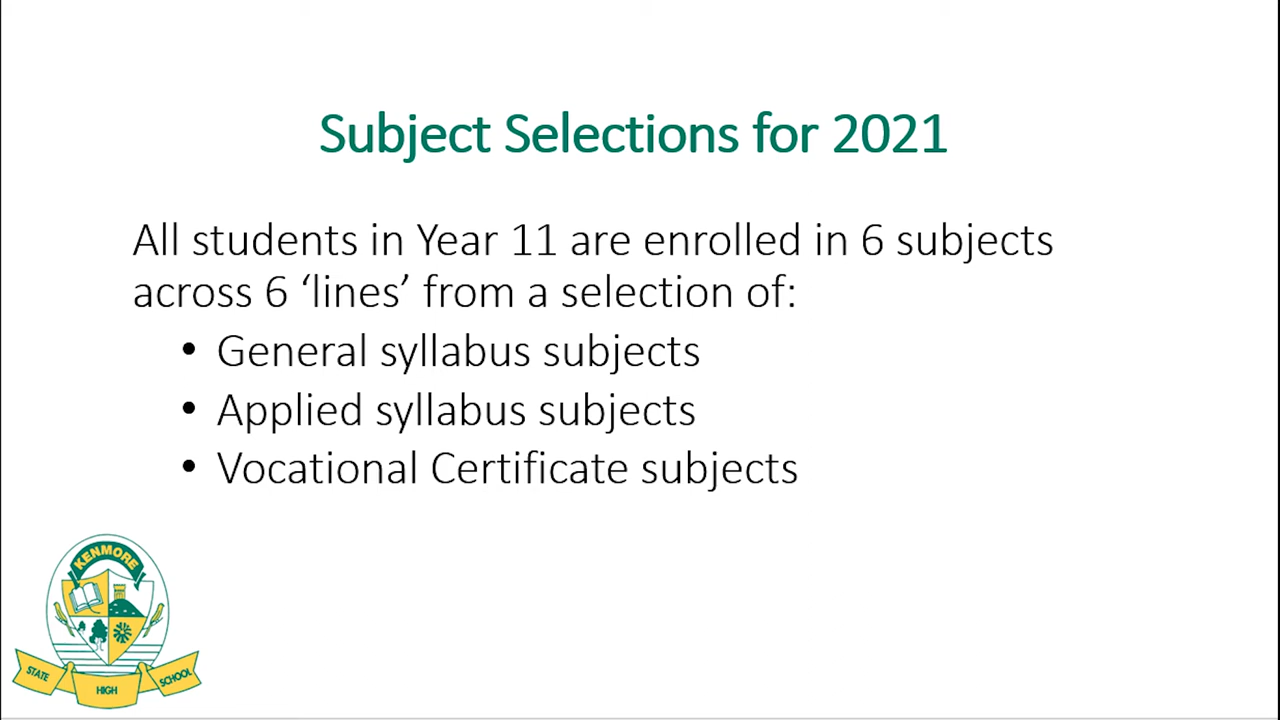 Subject Selections for 2021
All students in Year 11 are enrolled in 6 subjects
across 6 ‘lines’ from a selection of:
• General syllabus subjects
• Applied syllabus subjects
• Vocational Certificate subjects
KENMORE
STATE HIGH SCHOOL